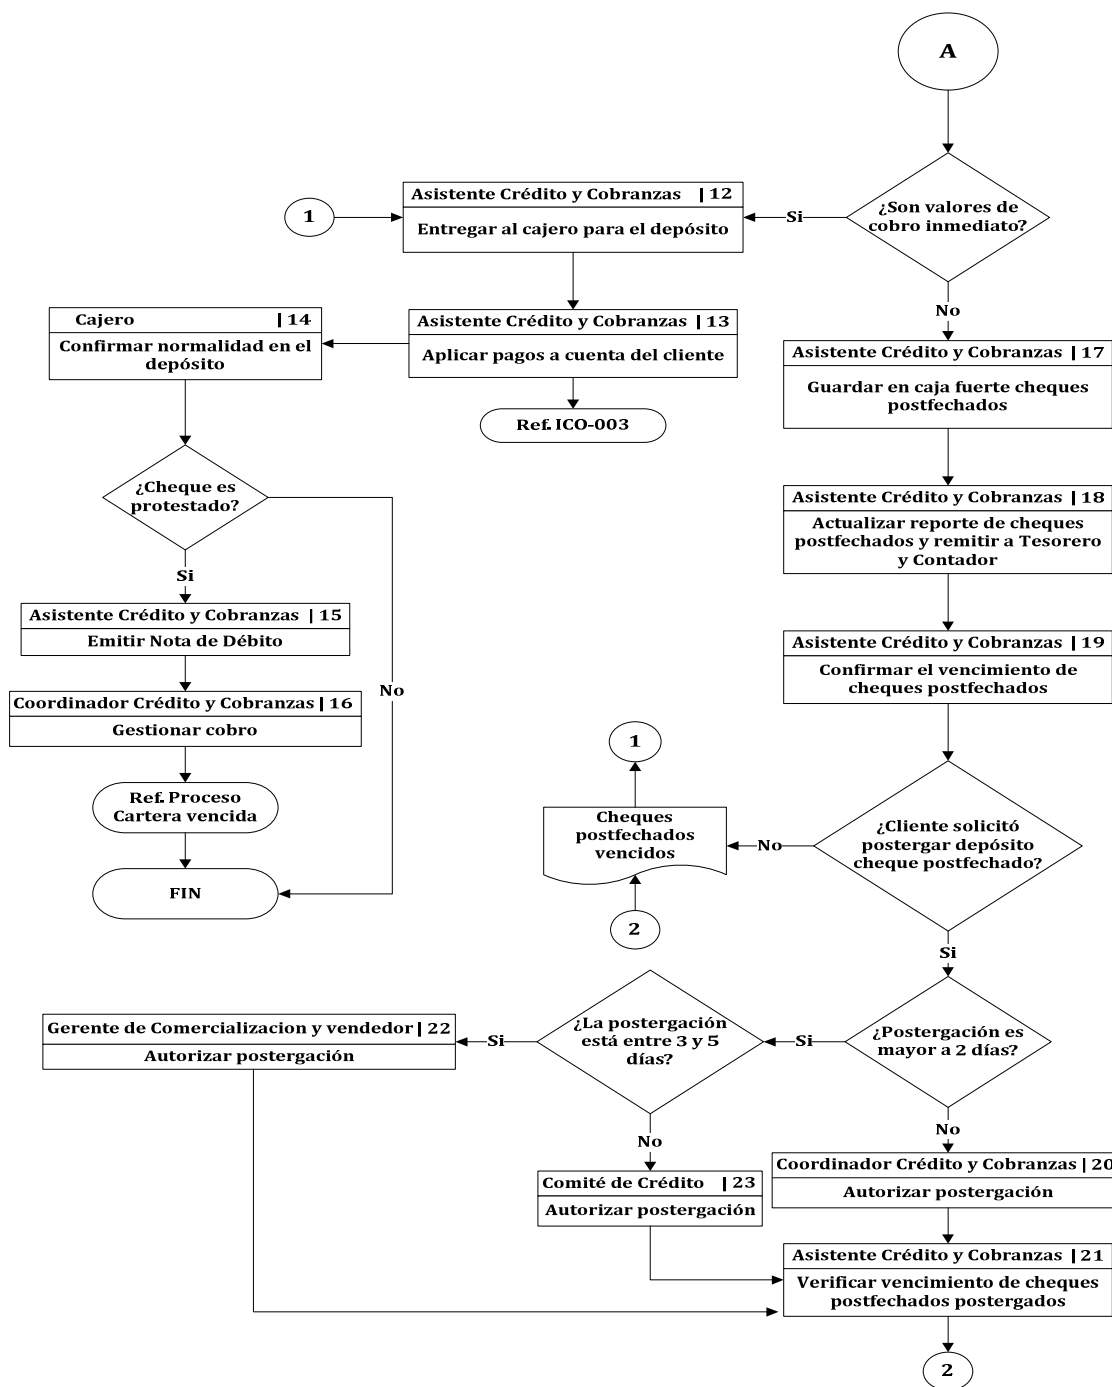 A
¿Son valores de
cobro inmediato?
Si
Asistente Crédito y Cobranzas | 12
Entregar al cajero para el depósito
1
No
Asistente Crédito y Cobranzas | 13
Aplicar pagos a cuenta del cliente
Ref. ICO-003
Cajero | 14
Confirmar normalidad en el
depósito
¿Cheque es
protestado?
Si
No
Asistente Crédito y Cobranzas | 15
Emitir Nota de Débito
Coordinador Crédito y Cobranzas | 16
Gestionar cobro
Ref. Proceso
Cartera vencida
FIN
Asistente Crédito y Cobranzas | 17
Guardar en caja fuerte cheques
postfechados
Asistente Crédito y Cobranzas | 18
Actualizar reporte de cheques
postfechados y remitir a Tesorero
y Contador
Asistente Crédito y Cobranzas | 19
Confirmar el vencimiento de
cheques postfechados
¿Cliente solicitó
postergar depósito
cheque postfechado?
No
Cheques
postfechados
vencidos
1
2
Si
¿Postergación es
mayor a 2 días?
Si
¿La postergación
está entre 3 y 5
días?
Si
Gerente de Comercializacion y vendedor | 22
Autorizar postergación
No
Comité de Crédito | 23
Autorizar postergación
No
Coordinador Crédito y Cobranzas | 20
Autorizar postergación
Asistente Crédito y Cobranzas | 21
Verificar vencimiento de cheques
postfechados postergados
2